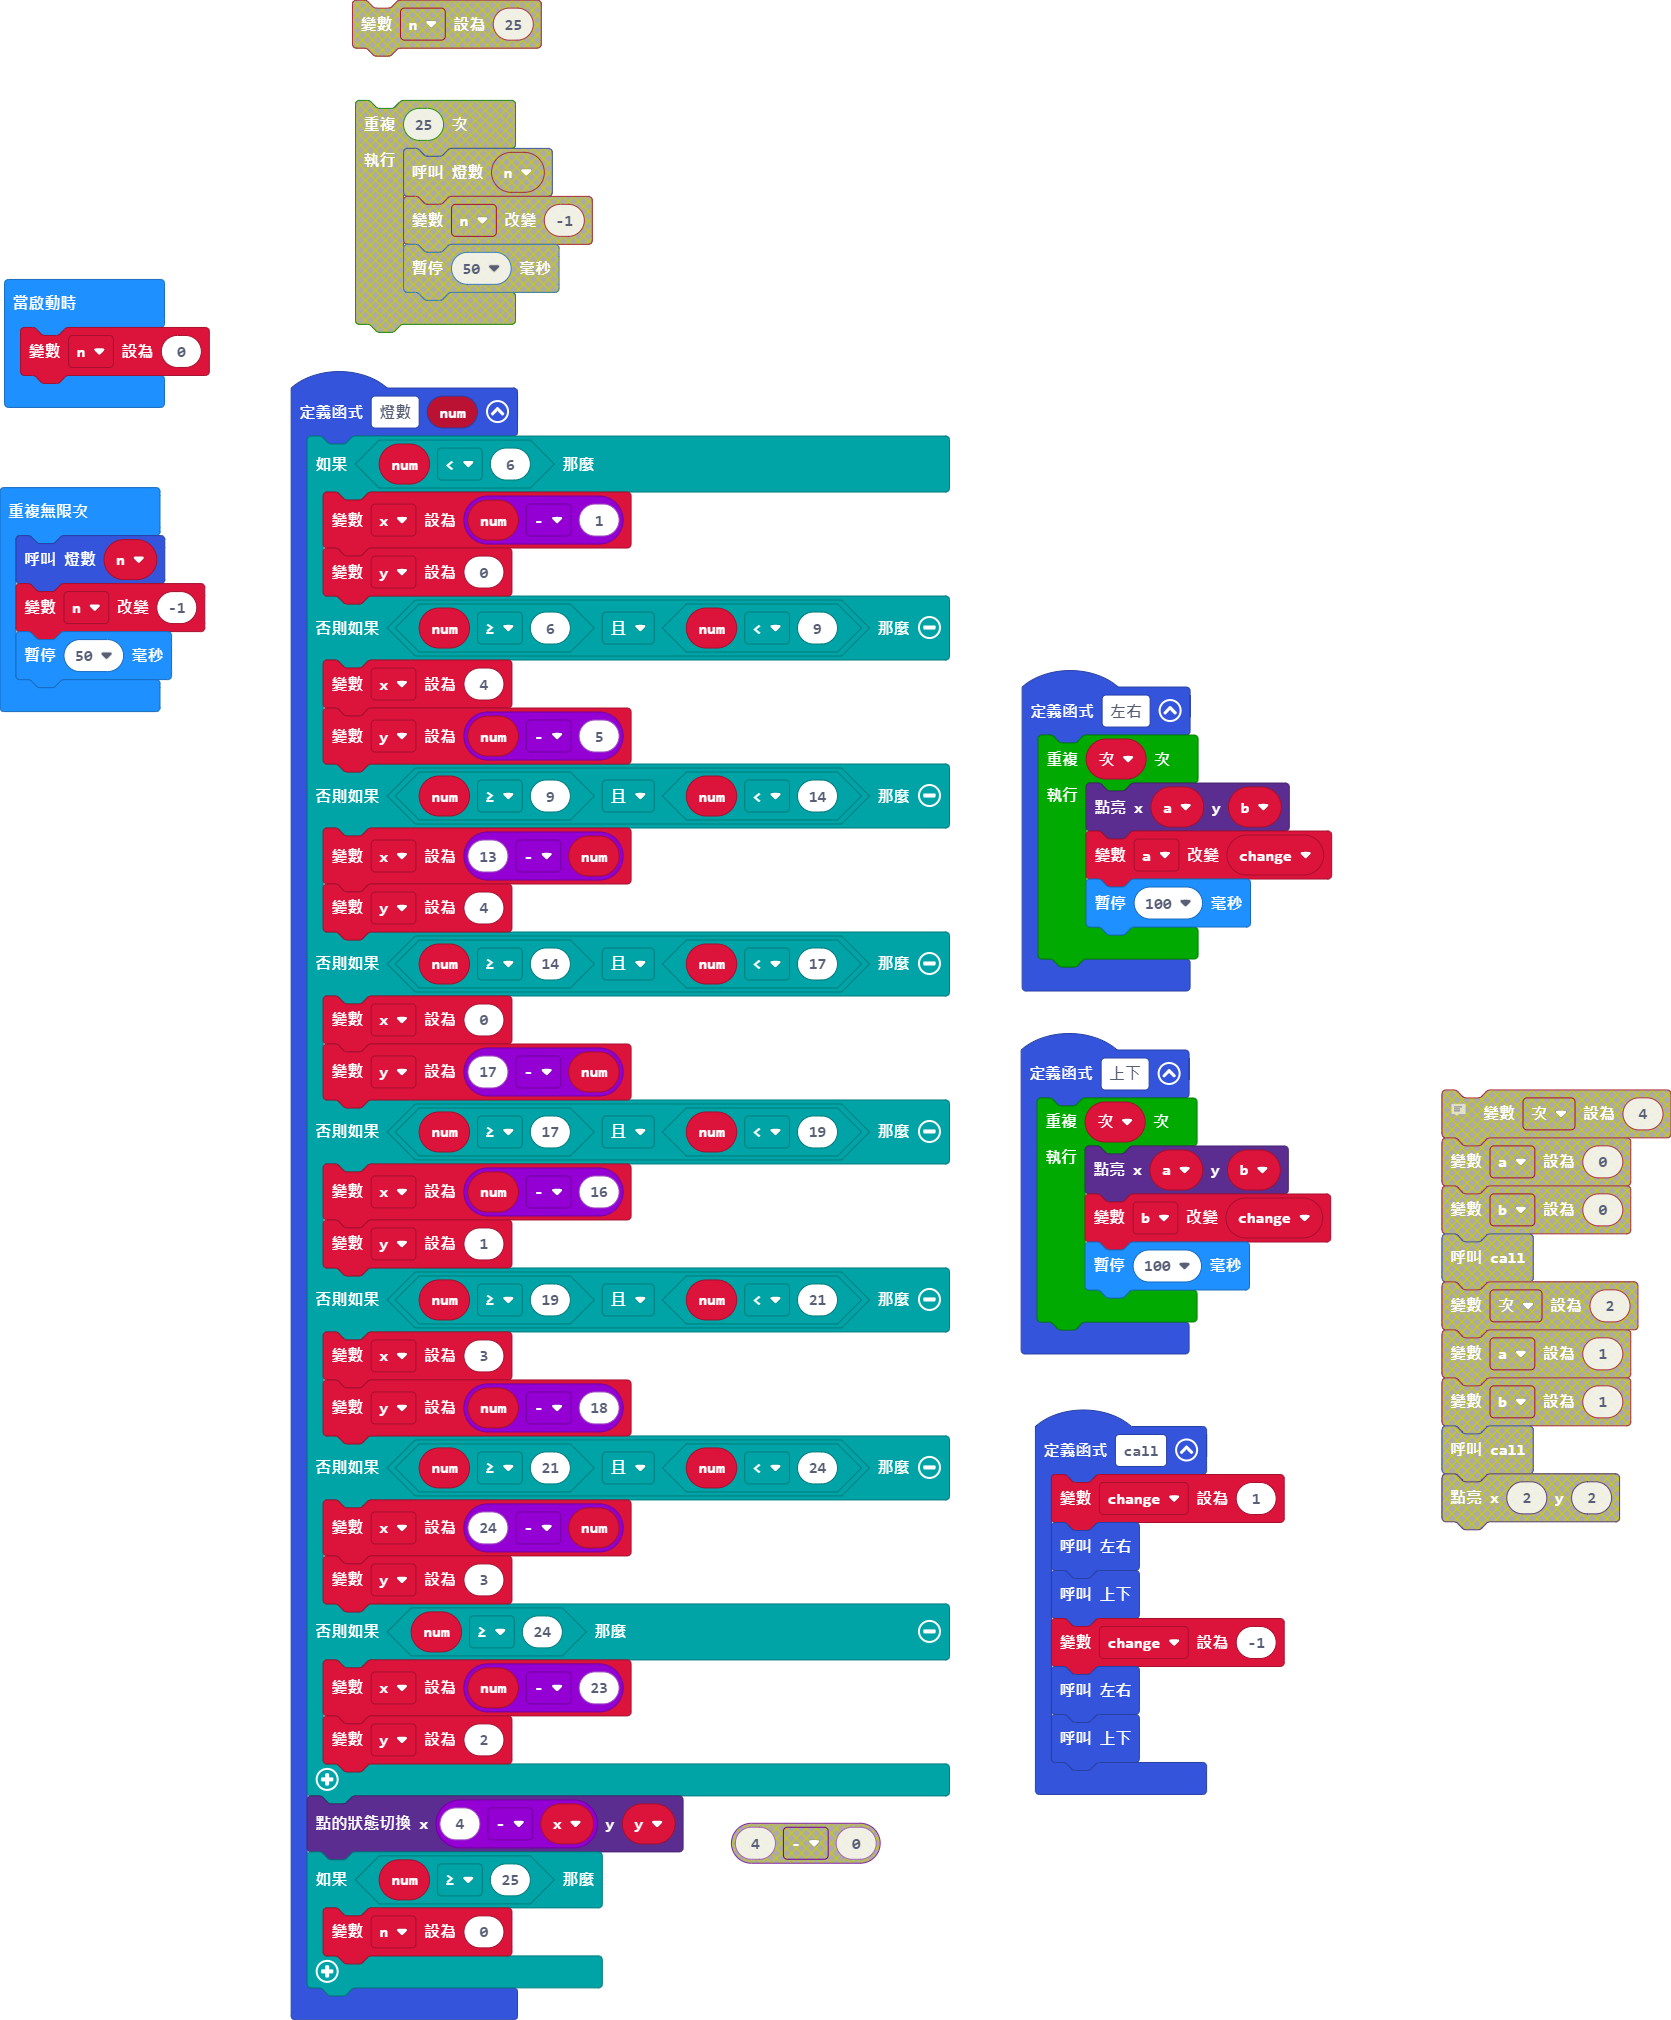 變數 n 設為 25
重複 25 次
執行
呼叫 燈數 n
變數 n 改變 -1
暫停 50 毫秒
當啟動時
變數 n 設為 0
重複無限次
呼叫 燈數 n
變數 n 改變 -1
暫停 50 毫秒
定義函式 燈數 num
如果 num < 6 那麼
變數 x 設為 num - 1
變數 y 設為 0
否則如果 num ≥ 6 且 num < 9 那麼
變數 x 設為 4
變數 y 設為 num - 5
否則如果 num ≥ 9 且 num < 14 那麼
變數 x 設為 13 - num
變數 y 設為 4
否則如果 num ≥ 14 且 num < 17 那麼
變數 x 設為 0
變數 y 設為 17 - num
否則如果 num ≥ 17 且 num < 19 那麼
變數 x 設為 num - 16
變數 y 設為 1
否則如果 num ≥ 19 且 num < 21 那麼
變數 x 設為 3
變數 y 設為 num - 18
否則如果 num ≥ 21 且 num < 24 那麼
變數 x 設為 24 - num
變數 y 設為 3
否則如果 num ≥ 24 那麼
變數 x 設為 num - 23
變數 y 設為 2
點的狀態切換 x 4 - x y y
如果 num ≥ 25 那麼
變數 n 設為 0
4 - 0
定義函式 左右
重複 次 次
執行
點亮 x a y b
變數 a 改變 change
暫停 100 毫秒
定義函式 上下
重複 次 次
執行
點亮 x a y b
變數 b 改變 change
暫停 100 毫秒
定義函式 call
變數 change 設為 1
呼叫 左右
呼叫 上下
變數 change 設為 -1
呼叫 左右
呼叫 上下
變數 次 設為 4
變數 a 設為 0
變數 b 設為 0
呼叫 call
變數 次 設為 2
變數 a 設為 1
變數 b 設為 1
呼叫 call
點亮 x 2 y 2